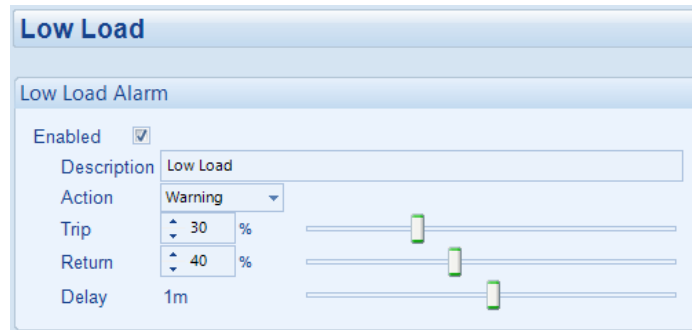 Low Load
Low Load Alarm
Enabled
Description Low Load
Action Warning
Trip 30 %
Return 40 %
Delay 1m